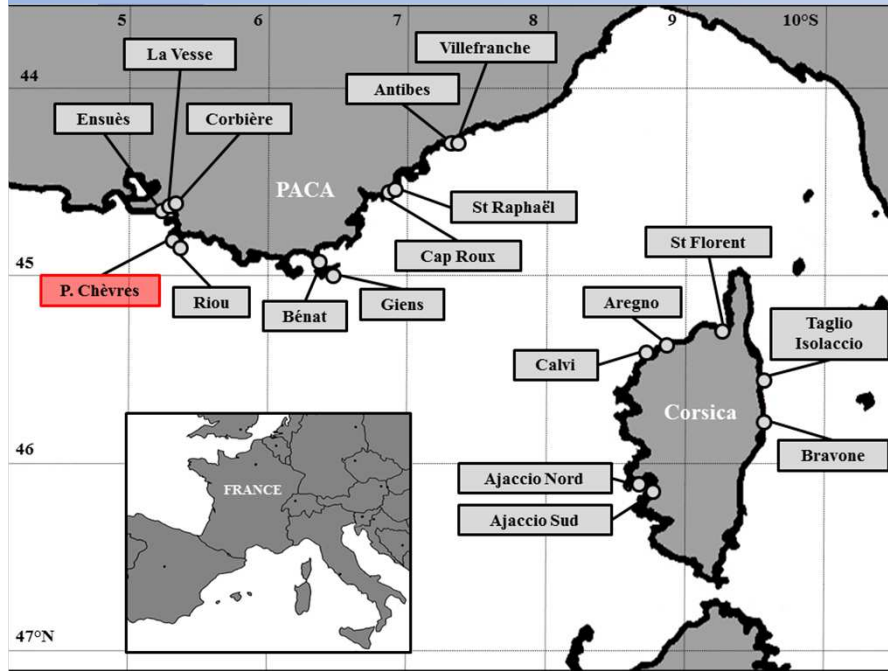 5
6
7
8
9
10°S
La Vesse
Villefranche
44
Antibes
Ensuès
Corbière
PACA
St Raphaël
St Florent
Cap Roux
45
P. Chèvres
Riou
Bénat
Giens
Aregno
Taglio
Isolaccio
Calvi
Corsica
Bravone
46
Ajaccio Nord
FRANCE
Ajaccio Sud
47°N